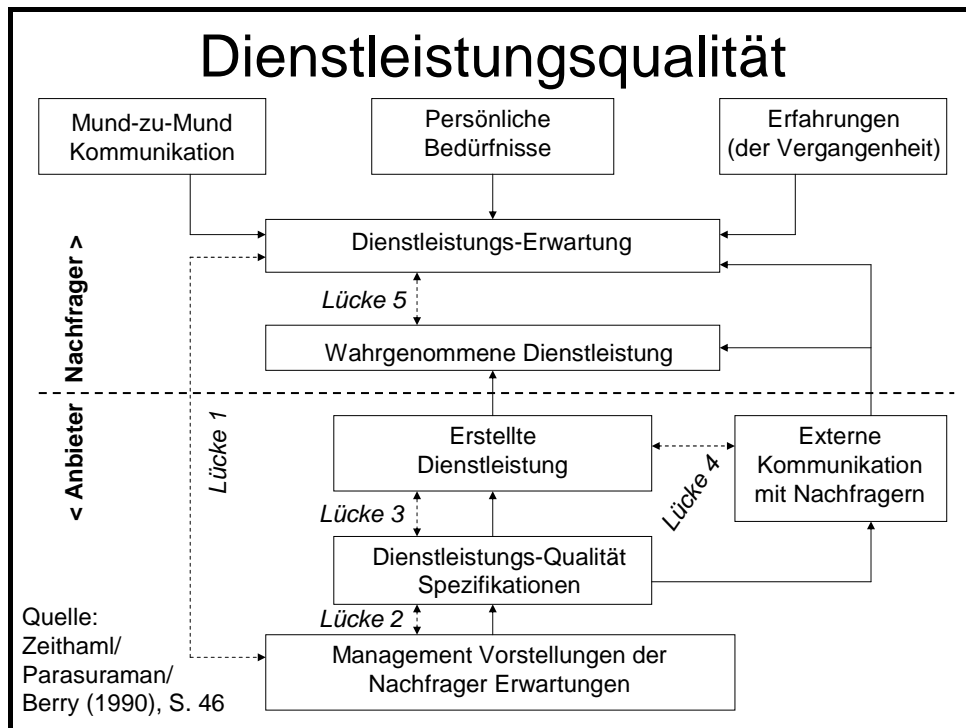 Dienstleistungsqualität
Mund-zu-Mund
Kommunikation
Persönliche
Bedürfnisse
Erfahrungen
(der Vergangenheit)
Dienstleistungs-Erwartung
Lücke 5
Wahrgenommene Dienstleistung
< Anbieter   Nachfrager >
Lücke 1
Erstellte
Dienstleistung
Lücke 4
Externe
Kommunikation
mit Nachfragern
Lücke 3
Dienstleistungs-Qualität
Spezifikationen
Lücke 2
Management Vorstellungen der
Nachfrager Erwartungen
Quelle:
Zeithaml/
Parasuraman/
Berry (1990), S. 46